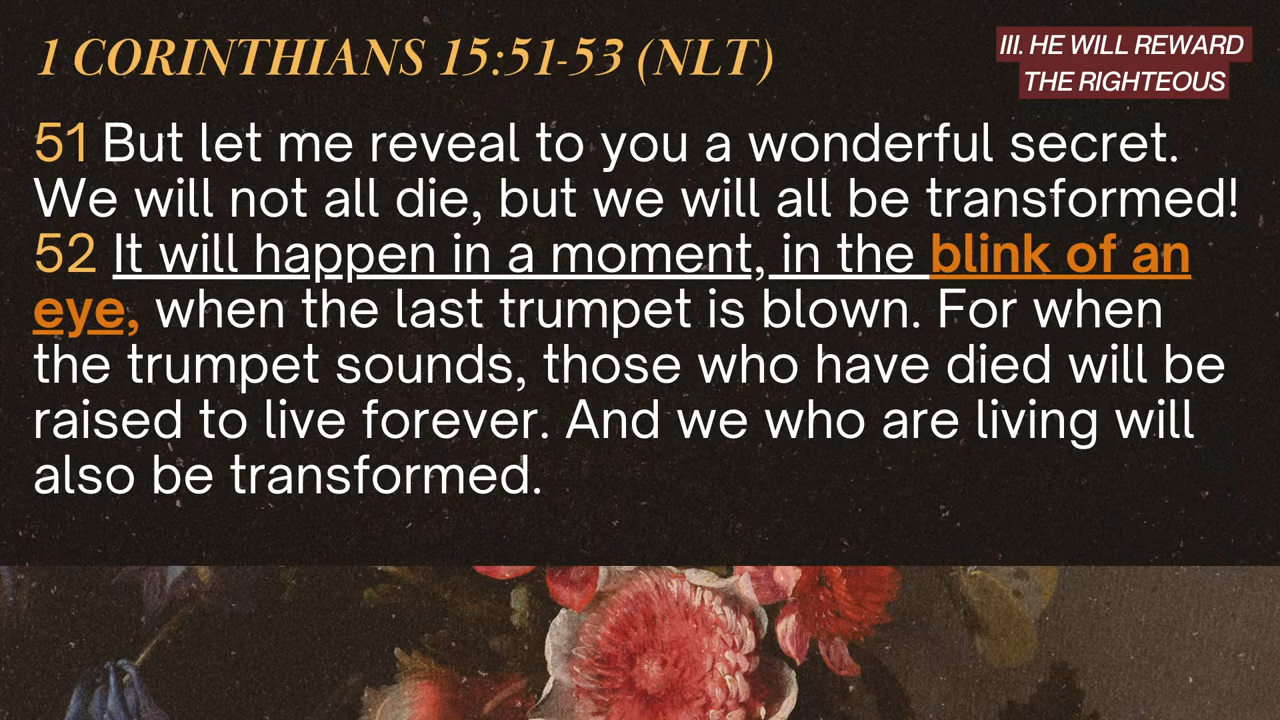 1 CORINTHIANS 15:51-53 (NLT)
III. HE WILL REWARD
THE RIGHTEOUS
51 But let me reveal to you a wonderful secret.
We will not all die, but we will all be transformed!
52 It will happen in a moment, in the blink of an
eye, when the last trumpet is blown. For when
the trumpet sounds, those who have died will be
raised to live forever. And we who are living will
also be transformed.